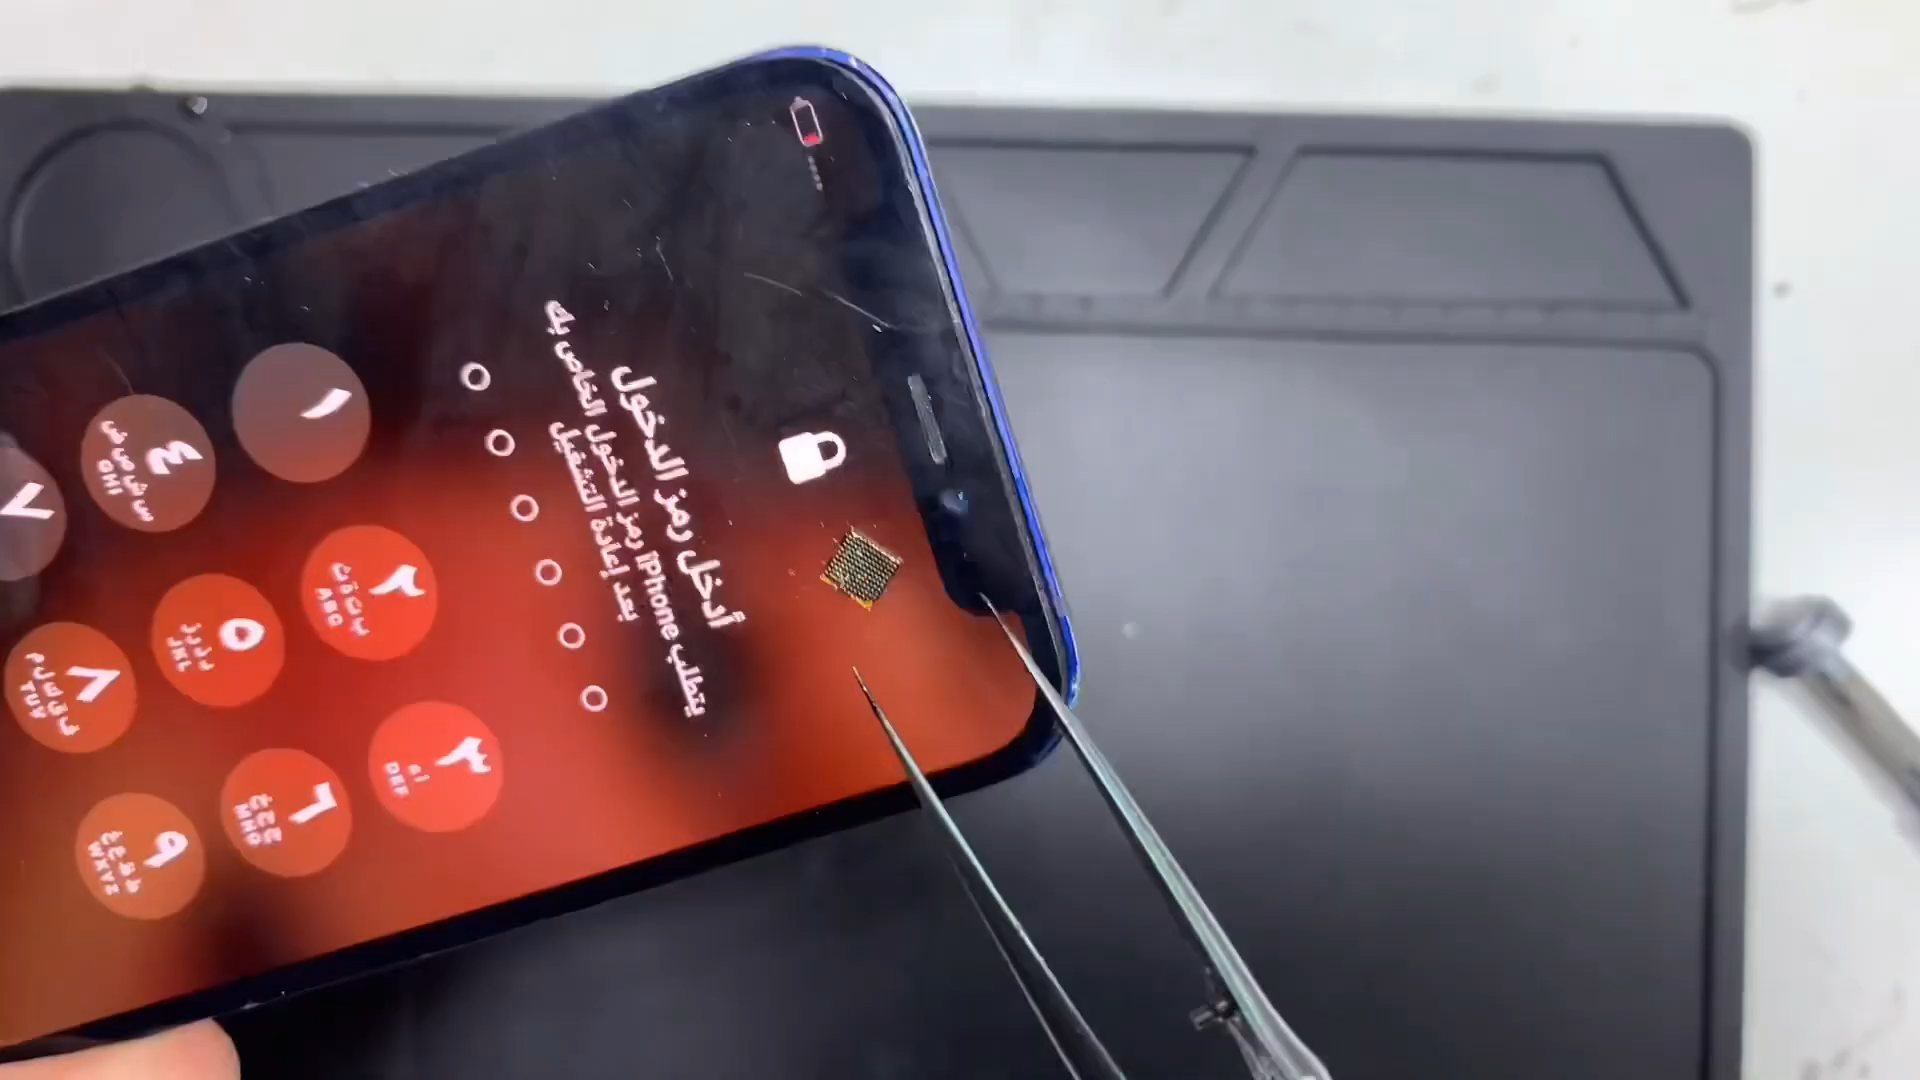 أدخل رمز الدخول
يتطلب iPhone رمز الدخول الخاص بك
بعد إعادة التشغيل
١
٢
ب ت ة ث
ABC
٣
ء ا
DEF
٤
س ش ص ض
GHI
٥
د ذ ر ز
JKL
٦
ج ح خ
MNO
٧
٨
ف ق ك ل م
TUV
٩
ط ظ ع غ
WXYZ